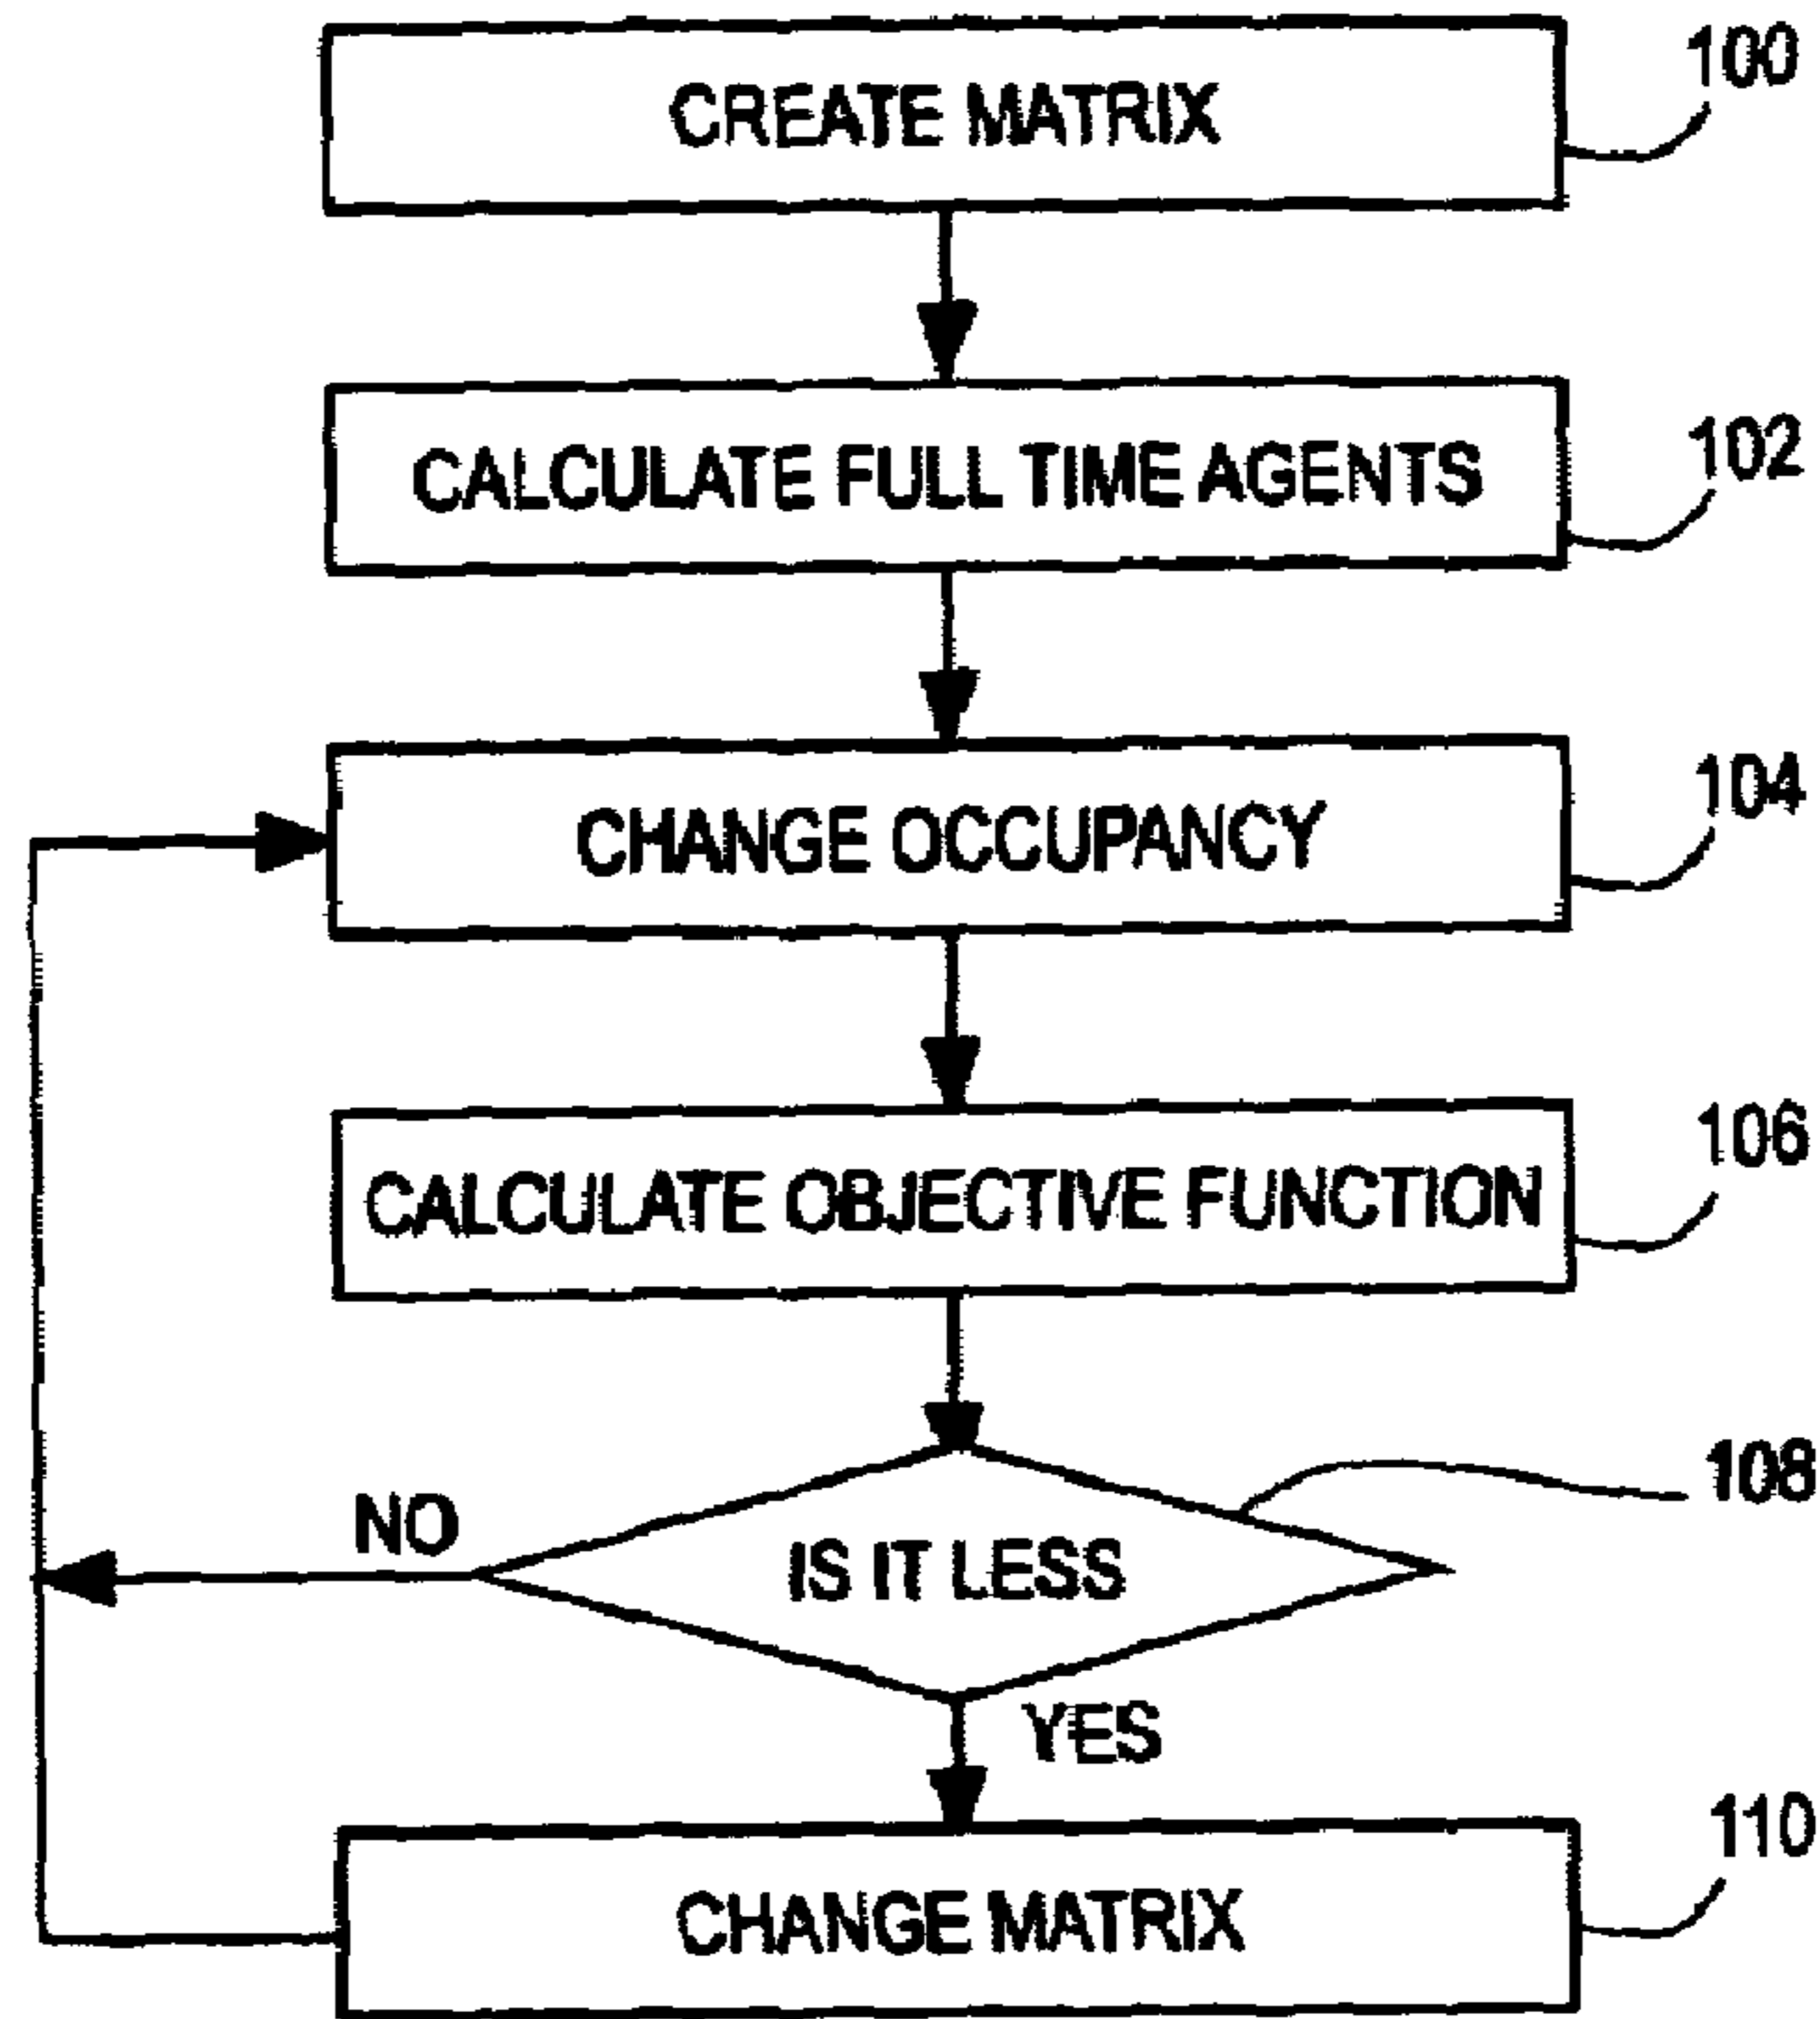 CREATE MATRIX
100
CALCULATE FULL TIME AGENTS
102
CHANGE OCCUPANCY
104
CALCULATE OBJECTIVE FUNCTION
106
108
NO
IS IT LESS
YES
110
CHANGE MATRIX